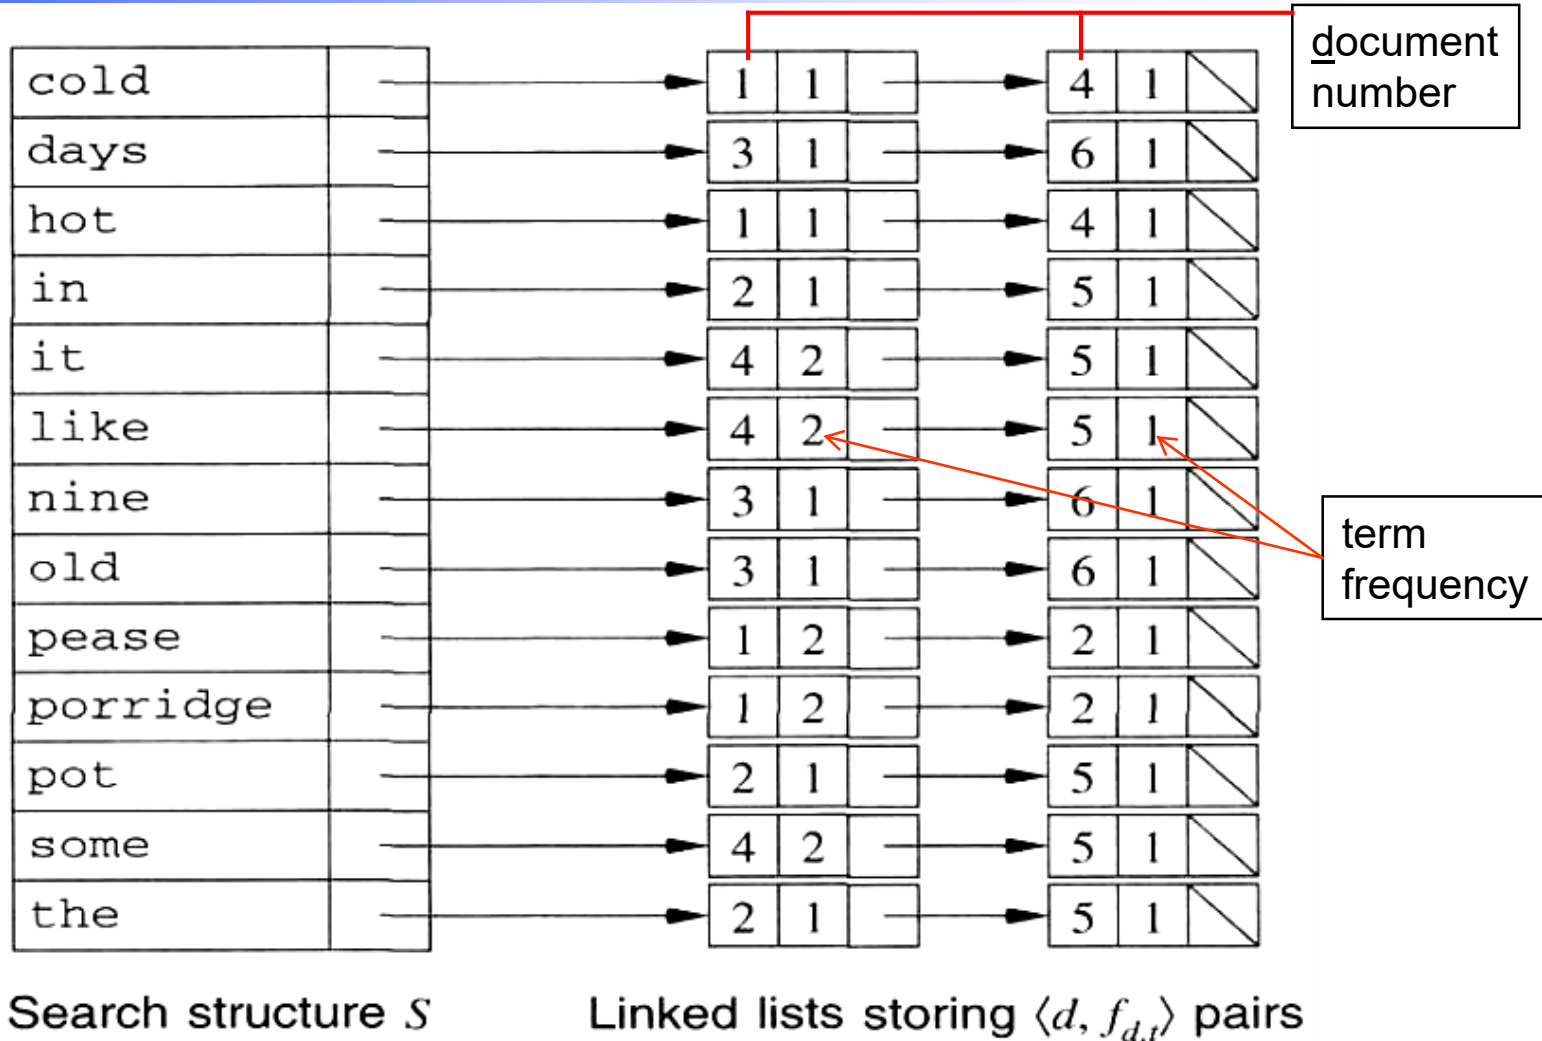 document
number
cold 1 1 4 1
days 3 1 6 1
hot 1 1 4 1
in 2 1 5 1
it 4 2 5 1
like 4 2 5 1
nine 3 1 6 1
term
frequency
old 3 1 6 1
pease 1 2 2 1
porridge 1 2 2 1
pot 2 1 5 1
some 4 2 5 1
the 2 1 5 1
Search structure S Linked lists storing ⟨d, f_{d,t}⟩ pairs